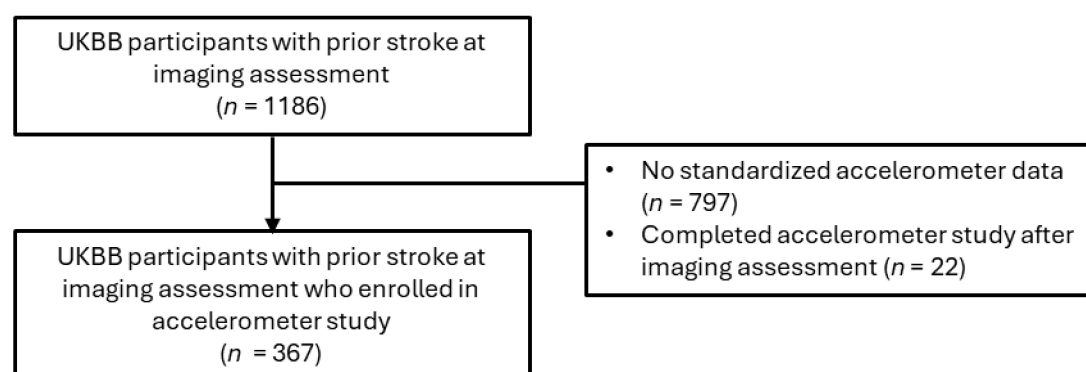 UKBB participants with prior stroke at
imaging assessment
(n = 1186)
• No standardized accelerometer data
(n = 797)
• Completed accelerometer study after
imaging assessment (n = 22)
UKBB participants with prior stroke at
imaging assessment who enrolled in
accelerometer study
(n = 367)